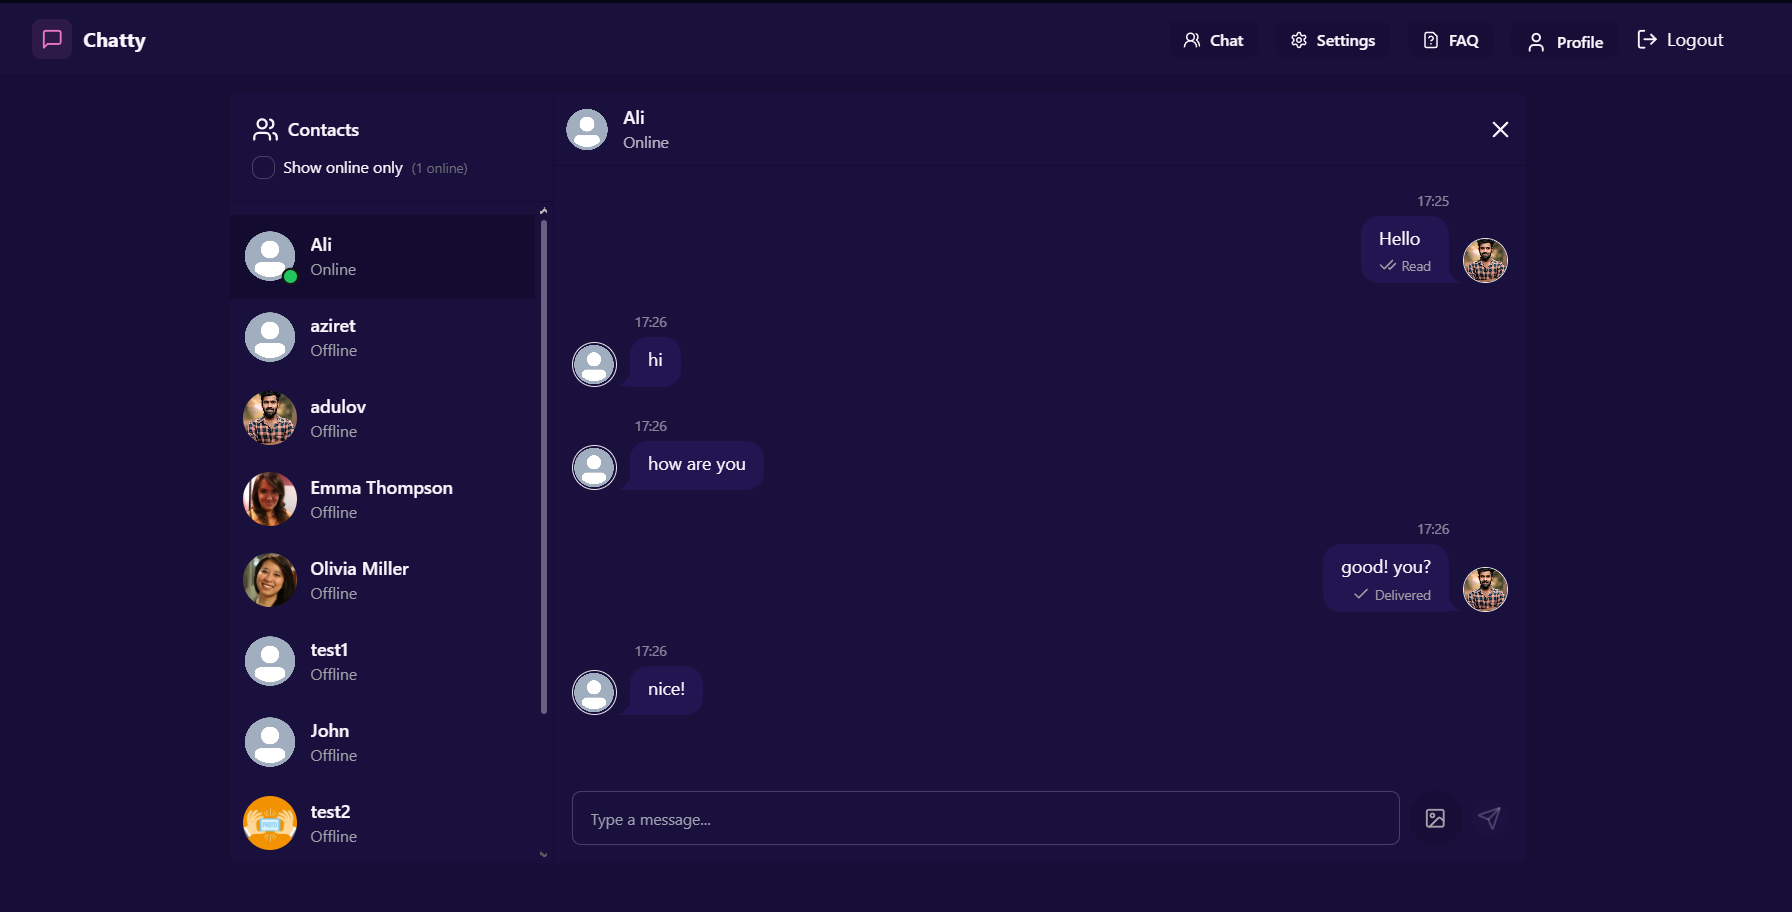 Chatty
Chat
Settings
FAQ
Profile
Logout
Contacts
Show online only (1 online)
Ali
Online
aziret
Offline
adulov
Offline
Emma Thompson
Offline
Olivia Miller
Offline
test1
Offline
John
Offline
test2
Offline
Ali
Online
17:25
Hello
Read
17:26
hi
17:26
how are you
17:26
good! you?
Delivered
17:26
nice!
Type a message...